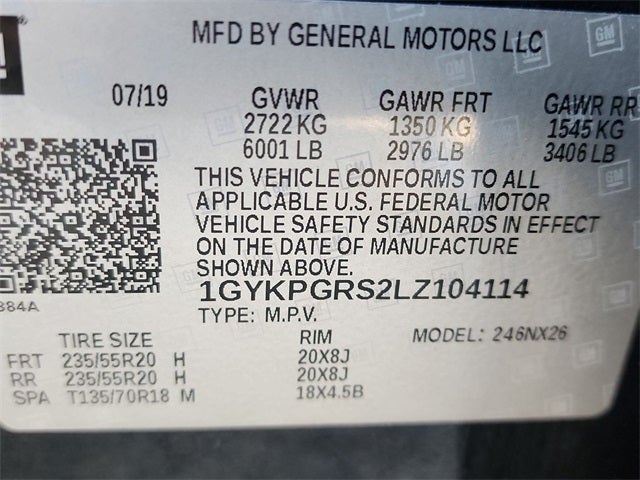 MFD BY GENERAL MOTORS LLC
07/19 GVWR GAWR FRT GAWR RR
2722 KG 1350 KG 1545 KG
6001 LB 2976 LB 3406 LB
THIS VEHICLE CONFORMS TO ALL
APPLICABLE U.S. FEDERAL MOTOR
VEHICLE SAFETY STANDARDS IN EFFECT
ON THE DATE OF MANUFACTURE
SHOWN ABOVE.
1GYKPGRS2LZ104114
384A
TYPE: M.P.V.
TIRE SIZE RIM MODEL: 246NX26
FRT 235/55R20 H 20X8J
RR 235/55R20 H 20X8J
SPA T135/70R18 M 18X4.5B